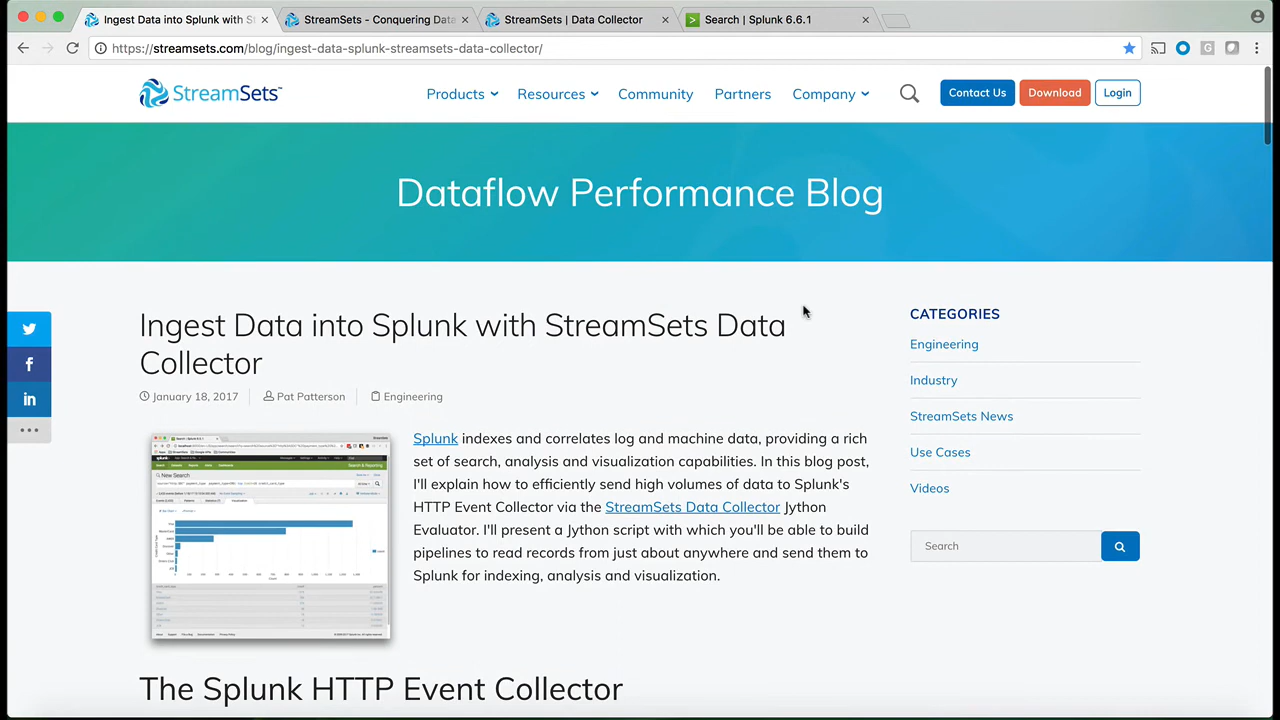 Ingest Data into Splunk with St
StreamSets - Conquering Data
StreamSets | Data Collector
Search | Splunk 6.6.1
https://streamsets.com/blog/ingest-data-splunk-streamsets-data-collector/
StreamSets™
Products
Resources
Community
Partners
Company
Contact Us
Download
Login
Dataflow Performance Blog
Ingest Data into Splunk with StreamSets Data
Collector
January 18, 2017
Pat Patterson
Engineering
Splunk indexes and correlates log and machine data, providing a rich
set of search, analysis and visualization capabilities. In this blog post,
I'll explain how to efficiently send high volumes of data to Splunk's
HTTP Event Collector via the StreamSets Data Collector Jython
Evaluator. I'll present a Jython script with which you'll be able to build
pipelines to read records from just about anywhere and send them to
Splunk for indexing, analysis and visualization.
New Search
The Splunk HTTP Event Collector
CATEGORIES
Engineering
Industry
StreamSets News
Use Cases
Videos
Search